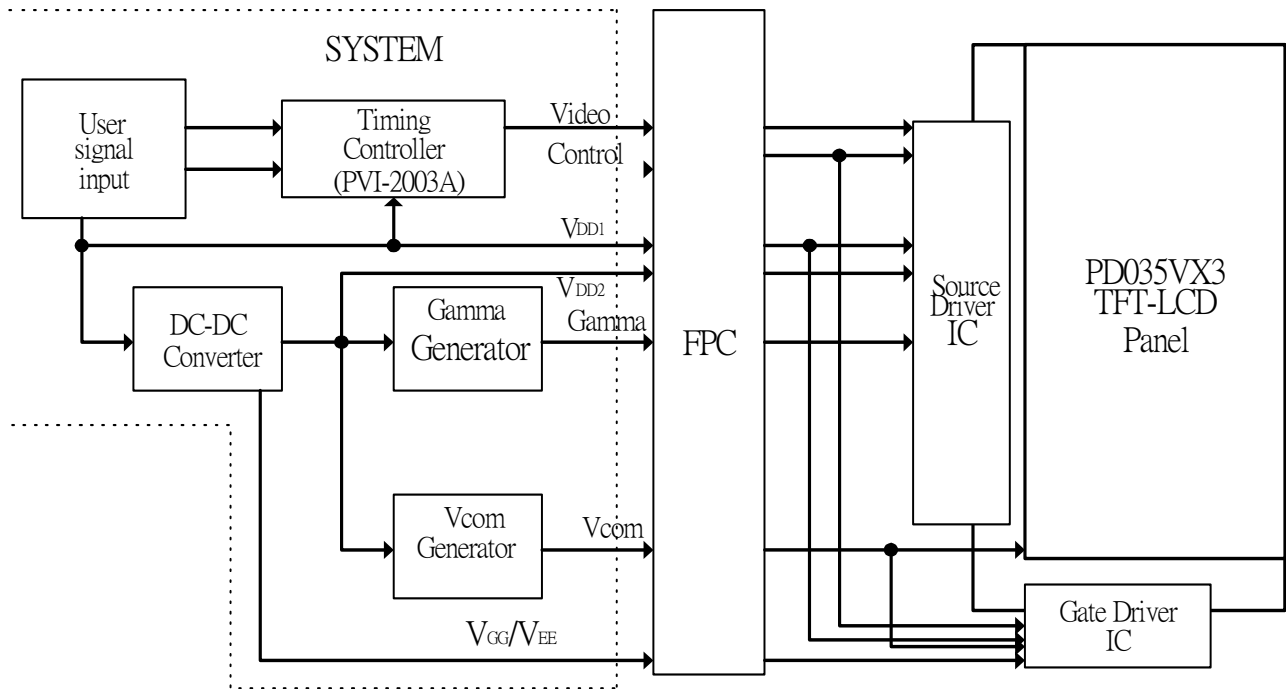 SYSTEM
User
signal
input
Timing
Controller
(PVI-2003A)
Video
Control
VDD1
VDD2
DC-DC
Converter
Gamma
Generator
Gamma
Vcom
Generator
Vcom
VGG/VEE
FPC
Source
Driver
IC
PD035VX3
TFT-LCD
Panel
Gate Driver
IC